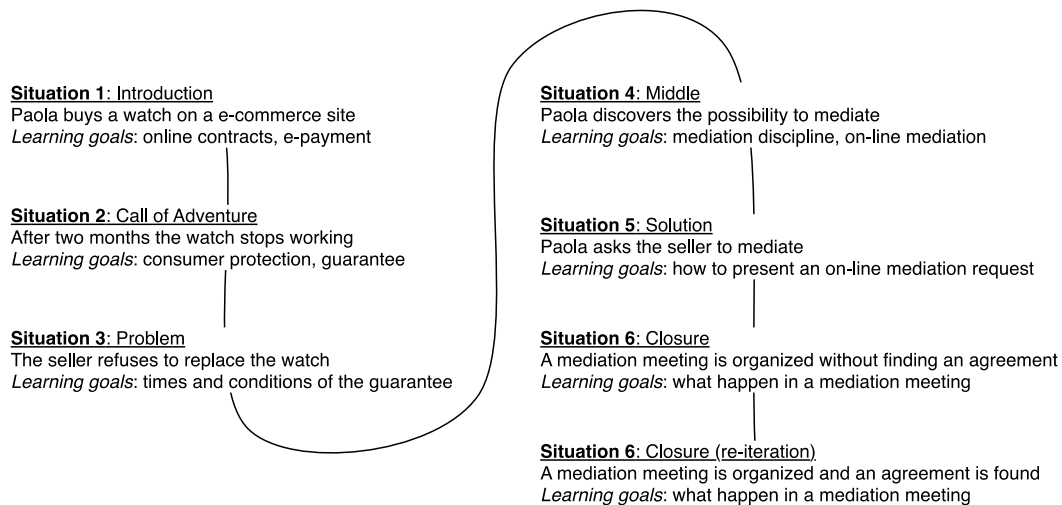 Situation 1: Introduction
Paola buys a watch on a e-commerce site
Learning goals: online contracts, e-payment
Situation 2: Call of Adventure
After two months the watch stops working
Learning goals: consumer protection, guarantee
Situation 3: Problem
The seller refuses to replace the watch
Learning goals: times and conditions of the guarantee
Situation 4: Middle
Paola discovers the possibility to mediate
Learning goals: mediation discipline, on-line mediation
Situation 5: Solution
Paola asks the seller to mediate
Learning goals: how to present an on-line mediation request
Situation 6: Closure
A mediation meeting is organized without finding an agreement
Learning goals: what happen in a mediation meeting
Situation 6: Closure (re-iteration)
A mediation meeting is organized and an agreement is found
Learning goals: what happen in a mediation meeting